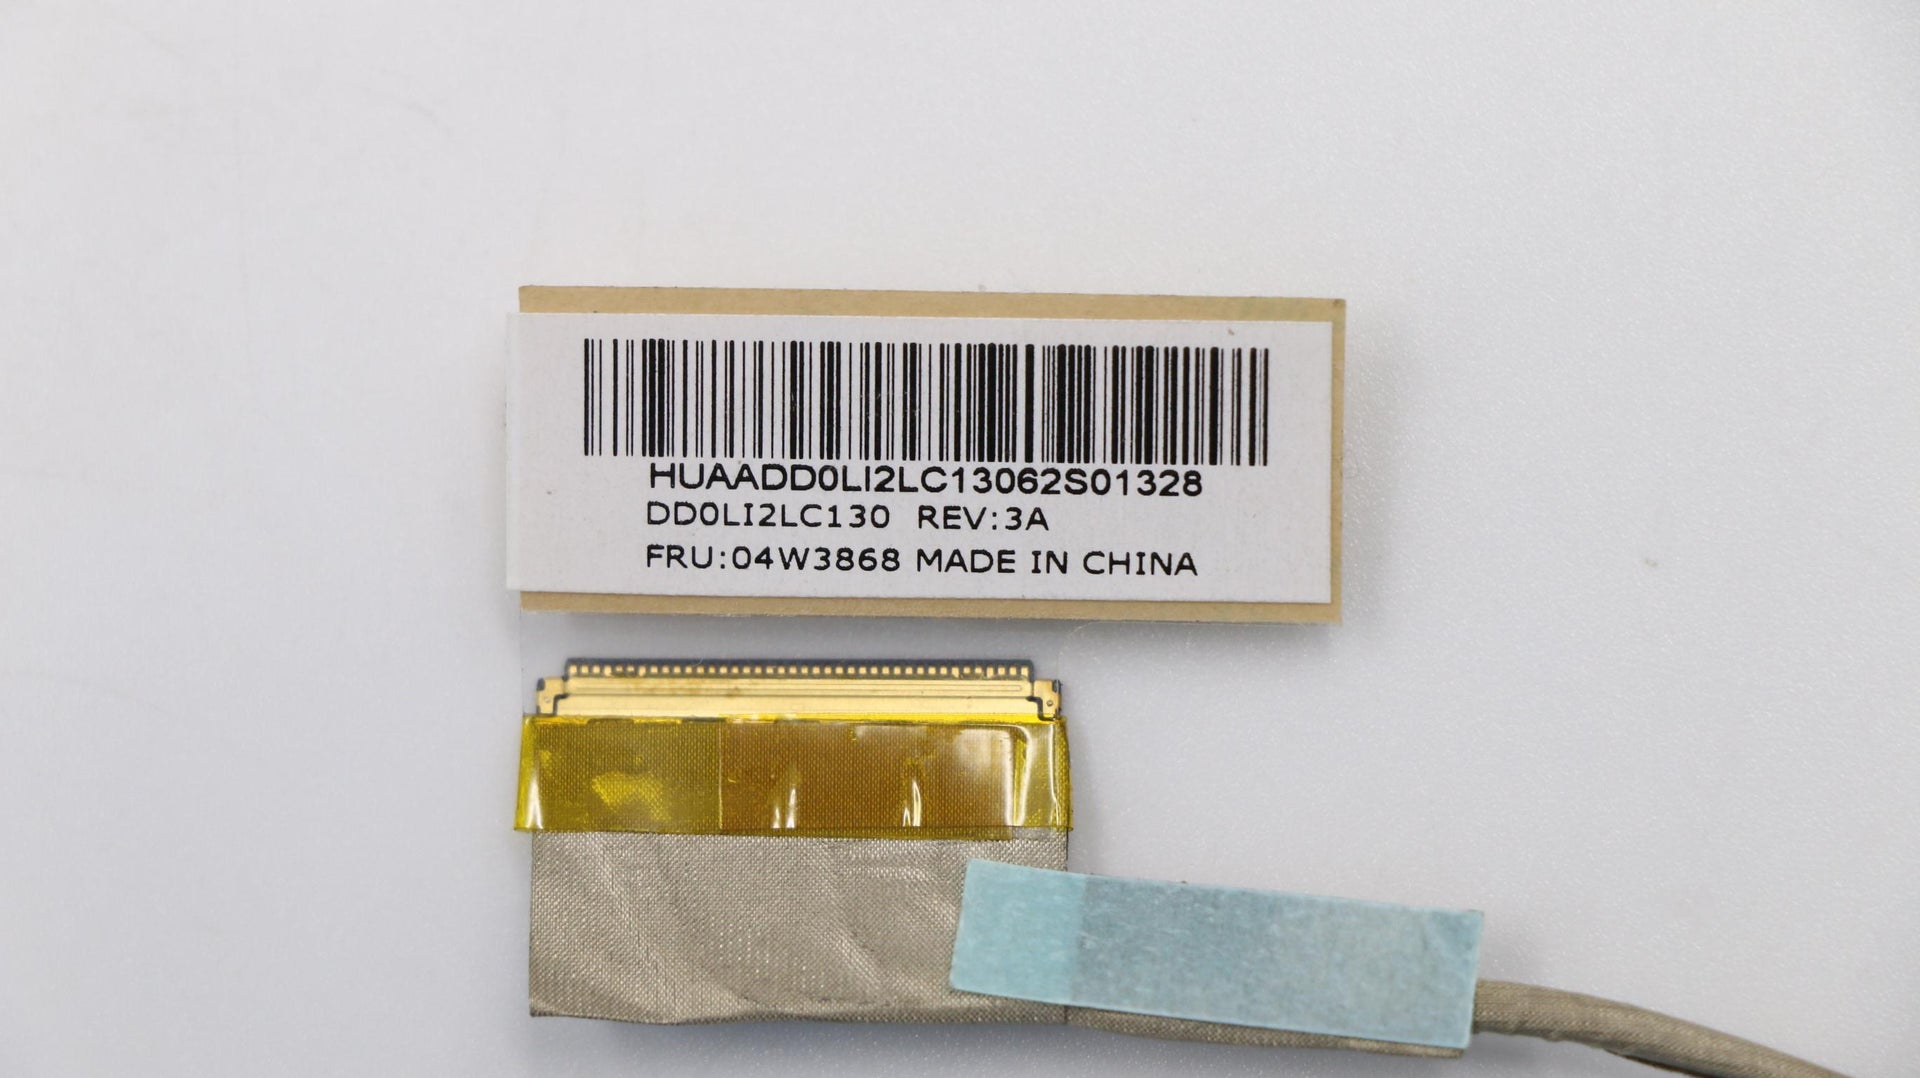 HUAADD0LI2LC13062S01328
DD0LI2LC130 REV:3A
FRU:04W3868 MADE IN CHINA